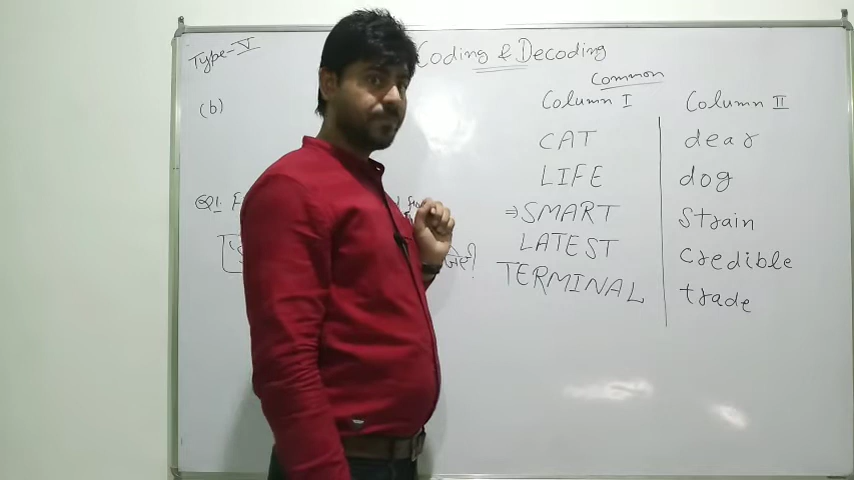 Type-V
Coding & Decoding
Common
(b)
Column I
Column II
CAT
dear
LIFE
dog
Q1.
⇒SMART
Strain
LATEST
credible
TERMINAL
trade